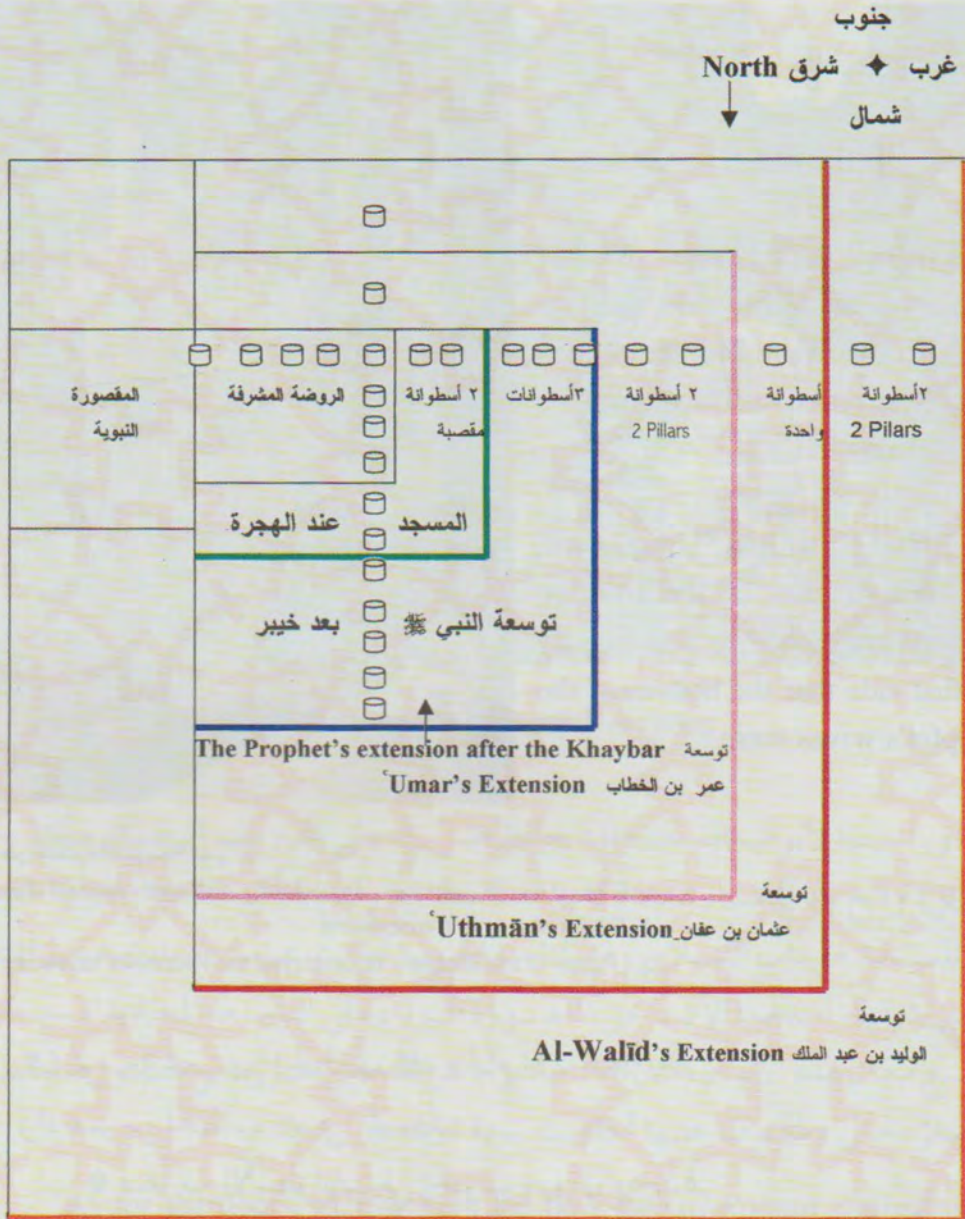 جنوب
غرب ✦ شرق North
شمال
المقصورة
النبوية
الروضة المشرفة
٢ أسطوانة
مقصبة
٣أسطوانات
٢ أسطوانة
2 Pillars
أسطوانة
واحدة
٢أسطوانة
2 Pilars
المسجد عند الهجرة
توسعة النبي ﷺ بعد خيبر
The Prophet's extension after the Khaybar توسعة
عمر بن الخطاب ʿUmar's Extension
توسعة
عثمان بن عفان ʿUthmān's Extension
توسعة
الوليد بن عبد الملك Al-Walīd's Extension